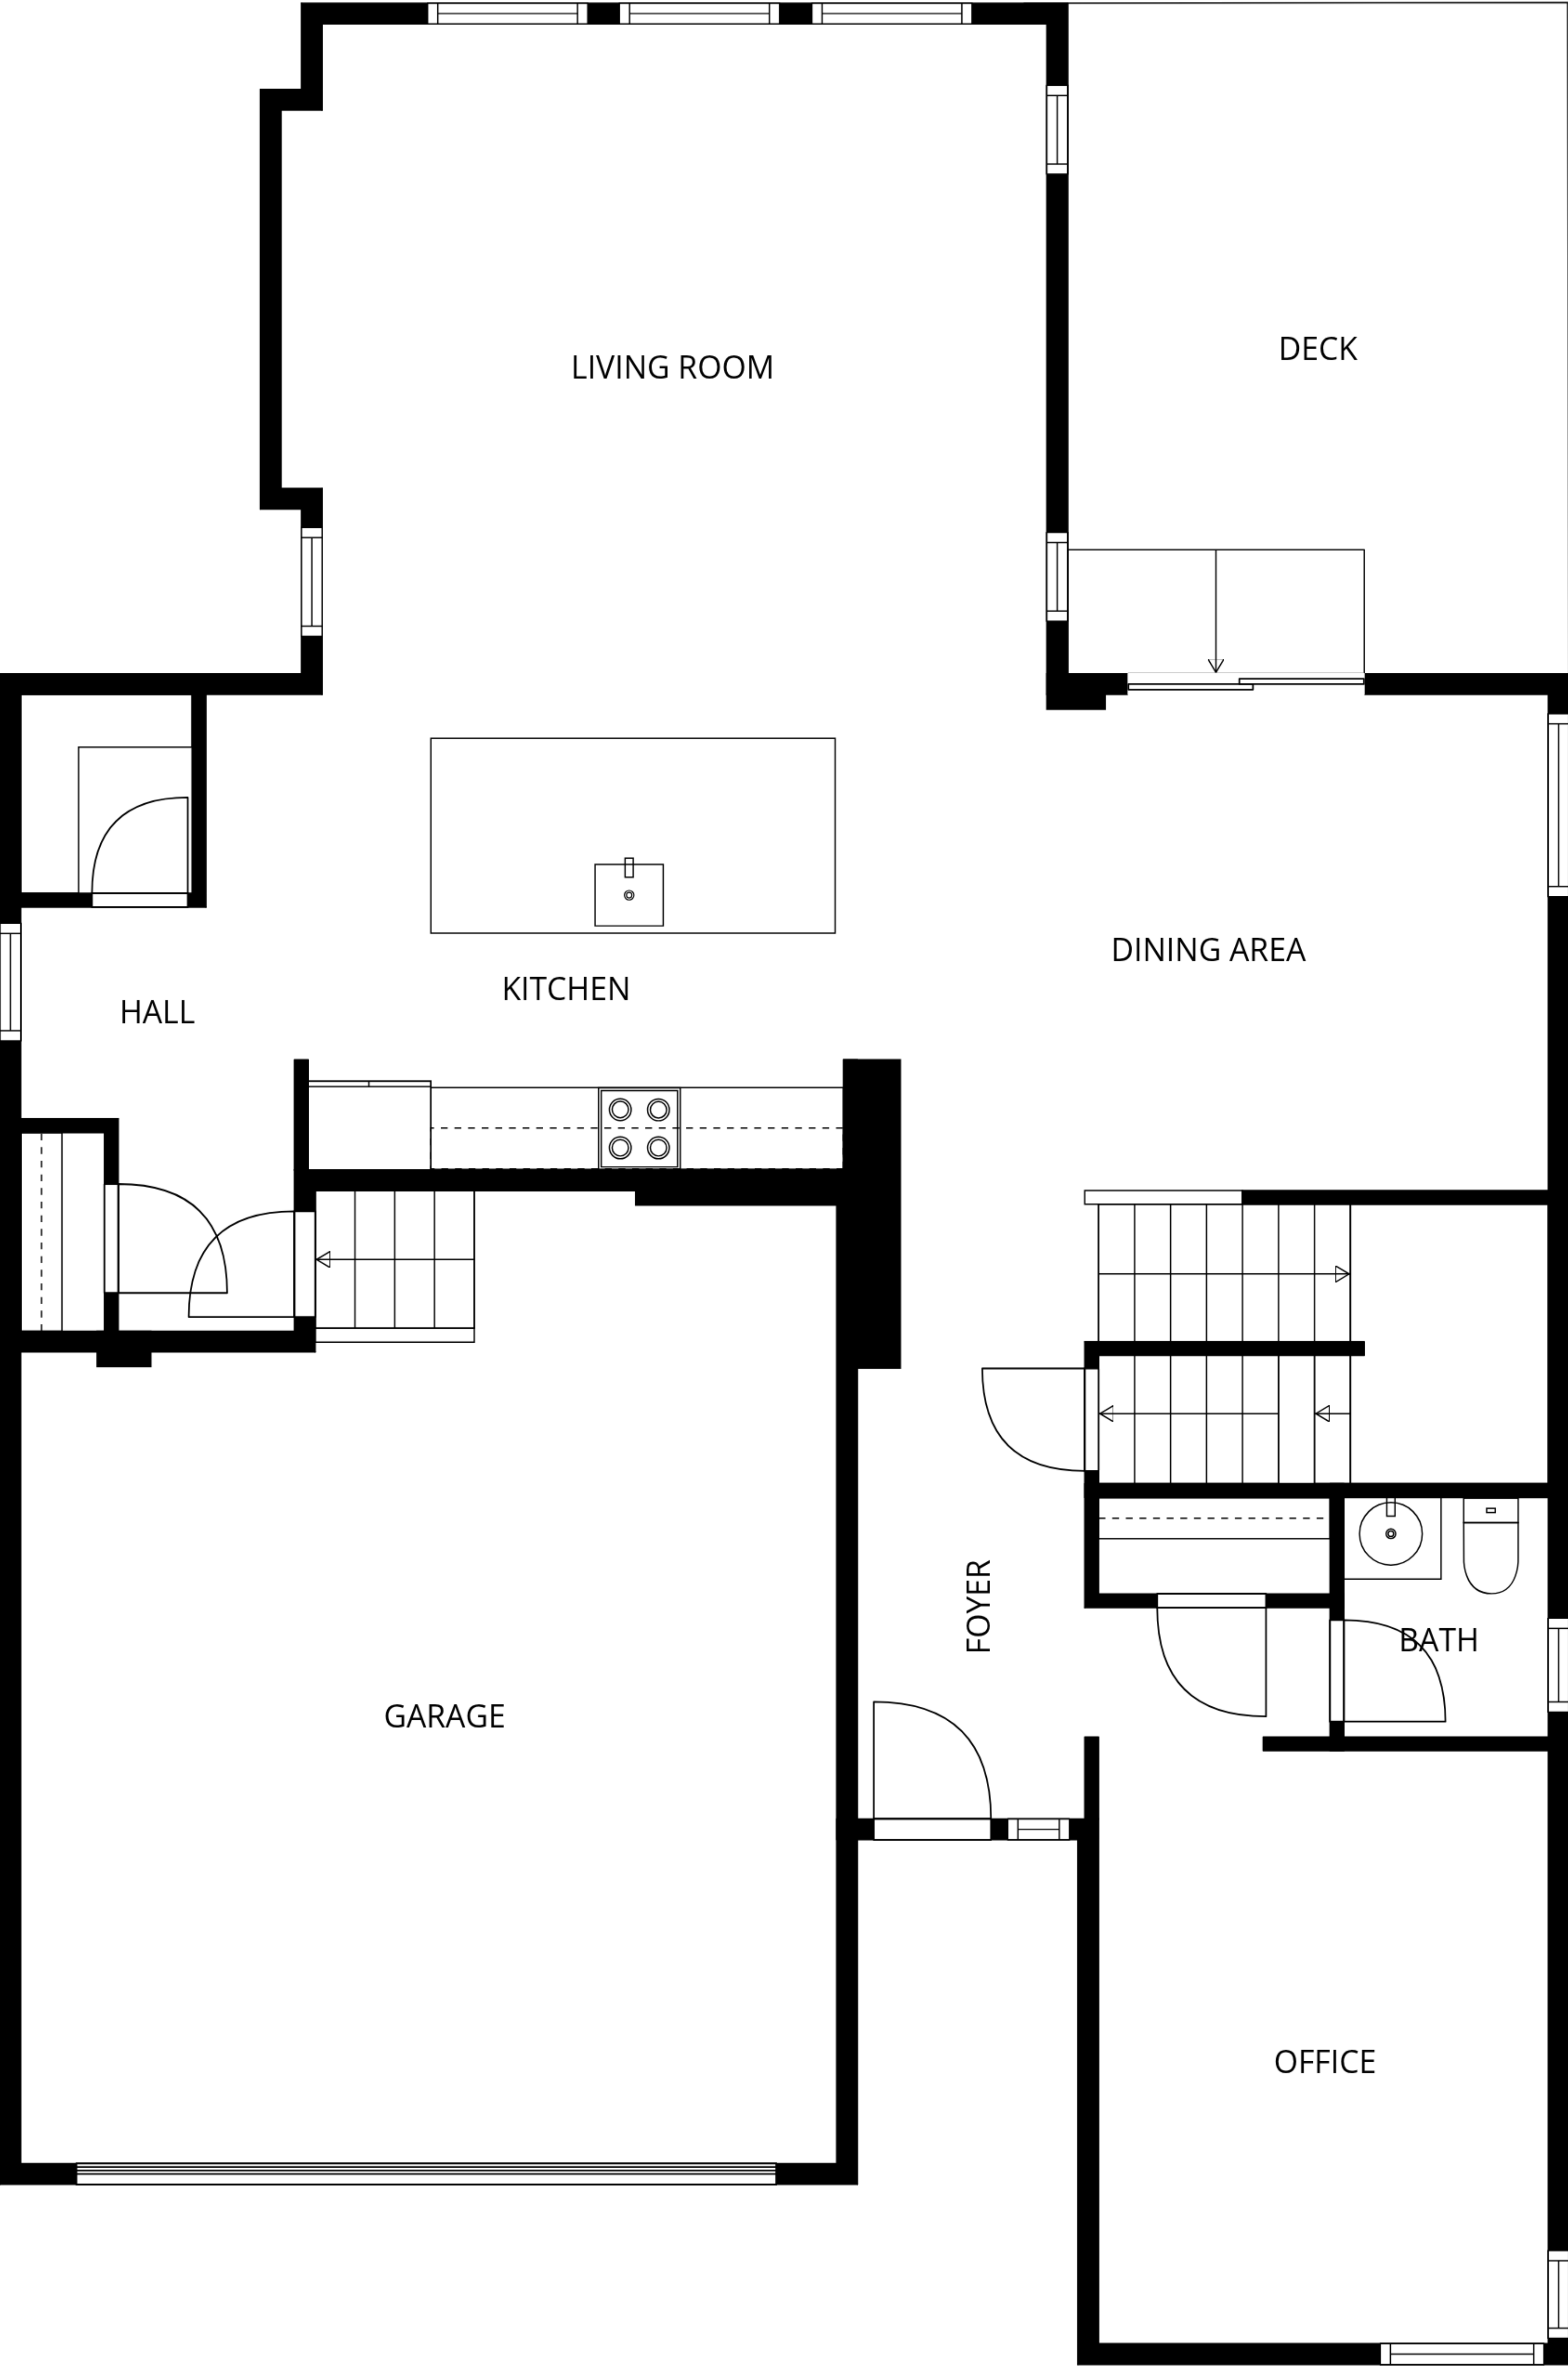 DECK
LIVING ROOM
DINING AREA
KITCHEN
HALL
FOYER
BATH
GARAGE
OFFICE